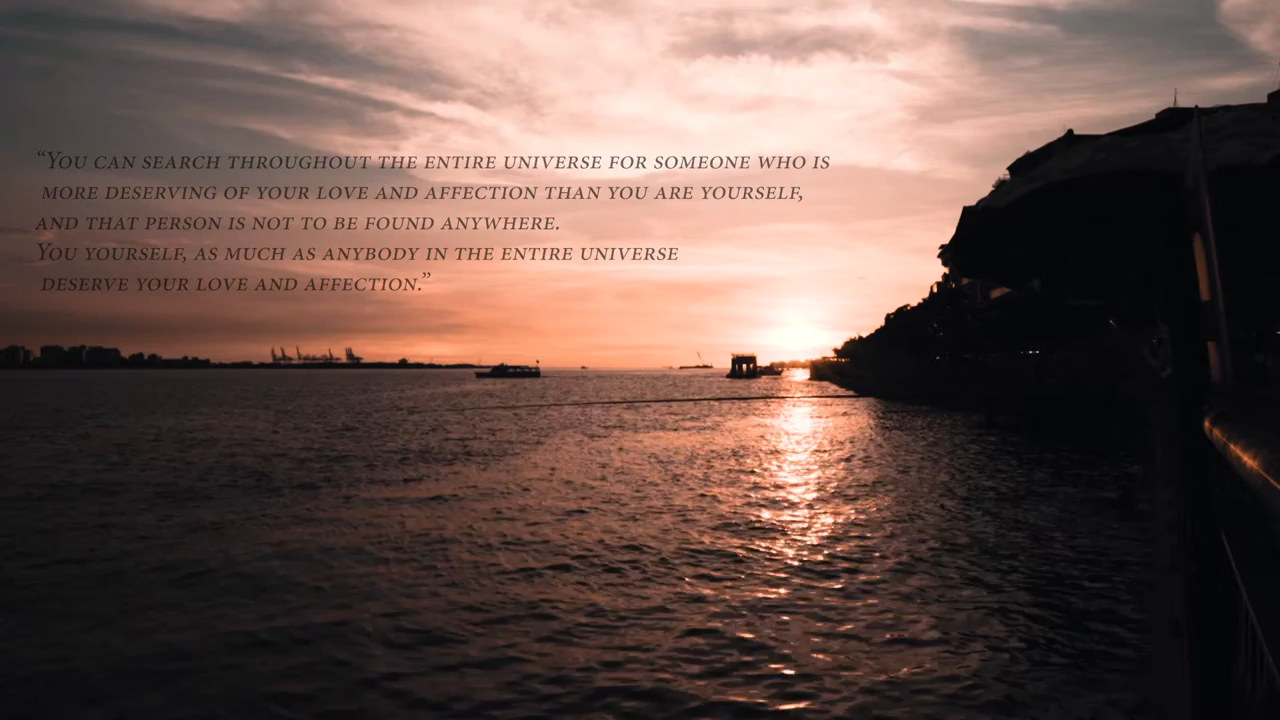 “You can search throughout the entire universe for someone who is
more deserving of your love and affection than you are yourself,
and that person is not to be found anywhere.
You yourself, as much as anybody in the entire universe
deserve your love and affection.”